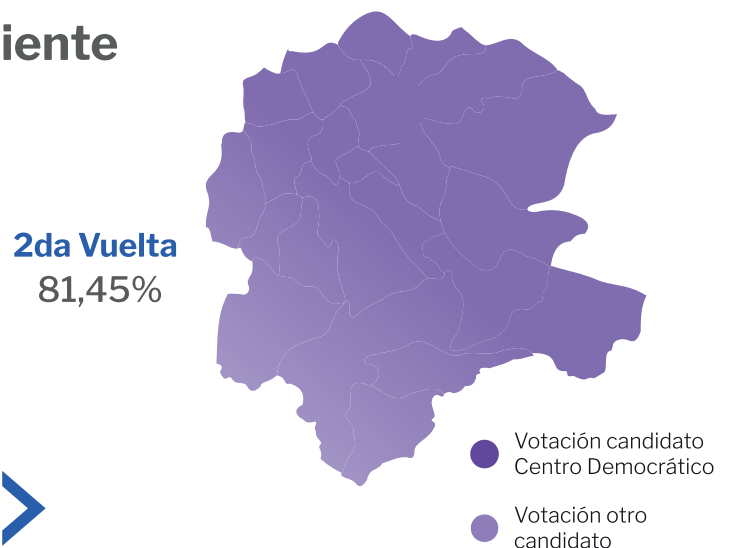 iente
2da Vuelta
81,45%
Votación candidato
Centro Democrático
Votación otro
candidato